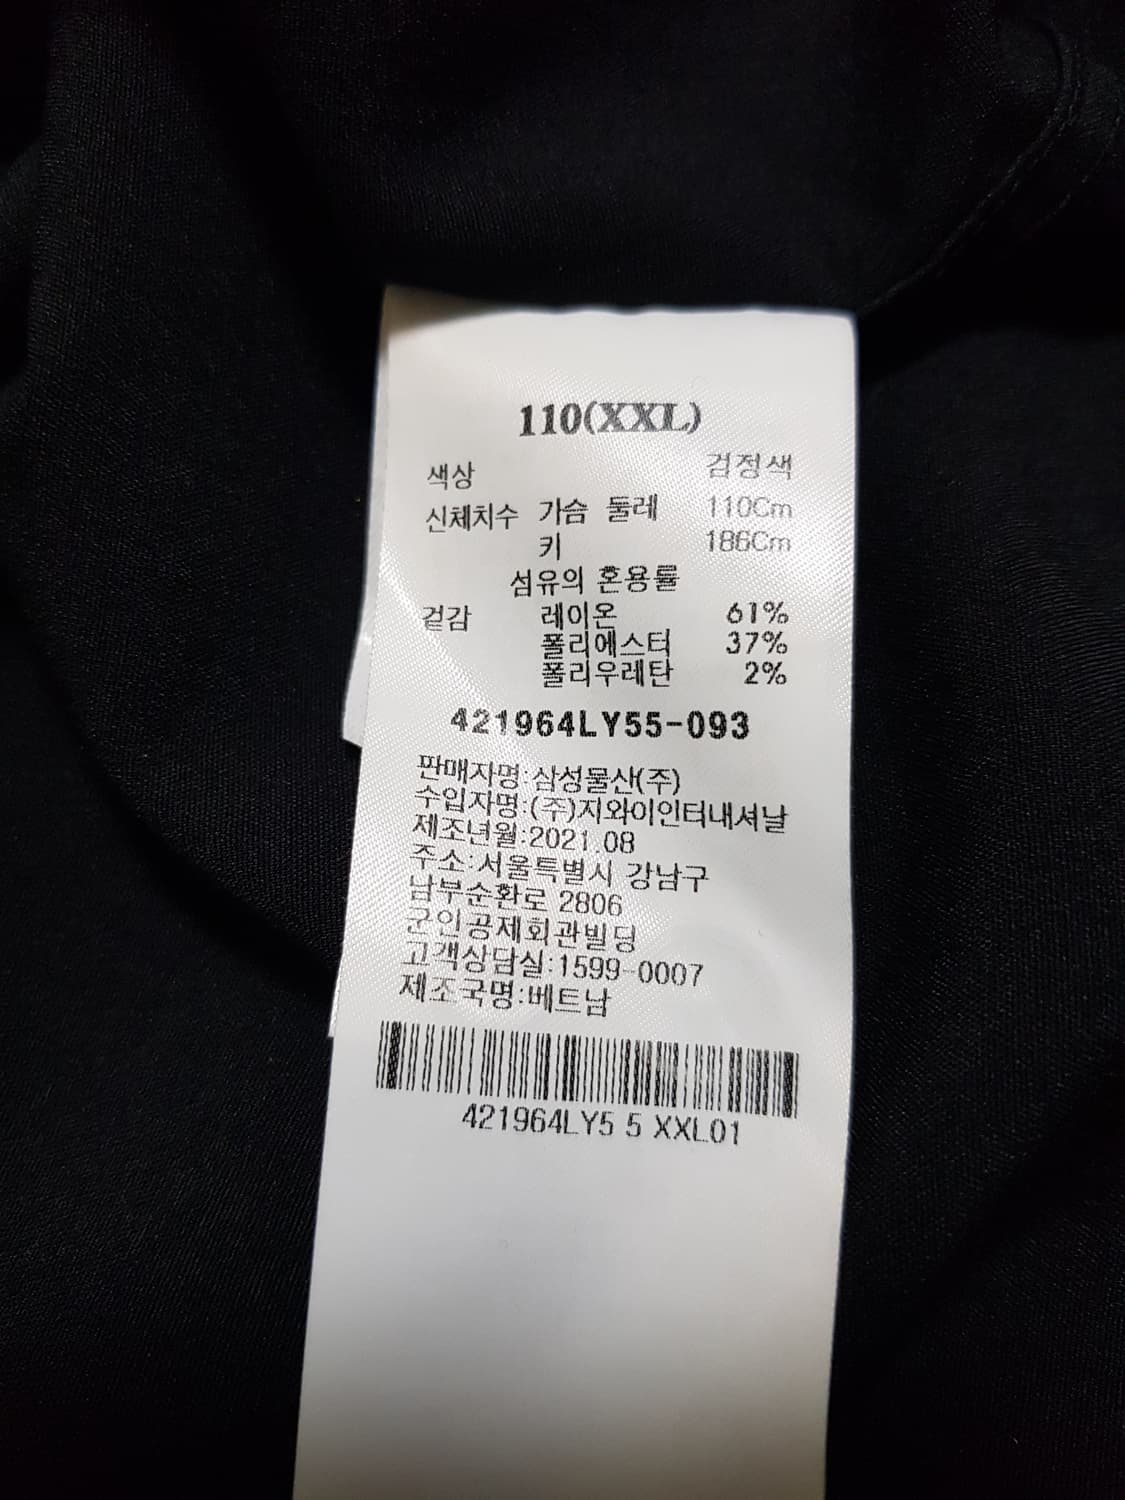 110(XXL)
색상 검정색
신체치수 가슴 둘레 110Cm
키 186Cm
섬유의 혼용률
겉감 레이온 61%
폴리에스터 37%
폴리우레탄 2%
421964LY55-093
판매자명:삼성물산(주)
수입자명:(주)지와이인터내셔날
제조년월:2021.08
주소:서울특별시 강남구
남부순환로 2806
군인공제회관빌딩
고객상담실:1599-0007
제조국명:베트남
421964LY5 5 XXL01